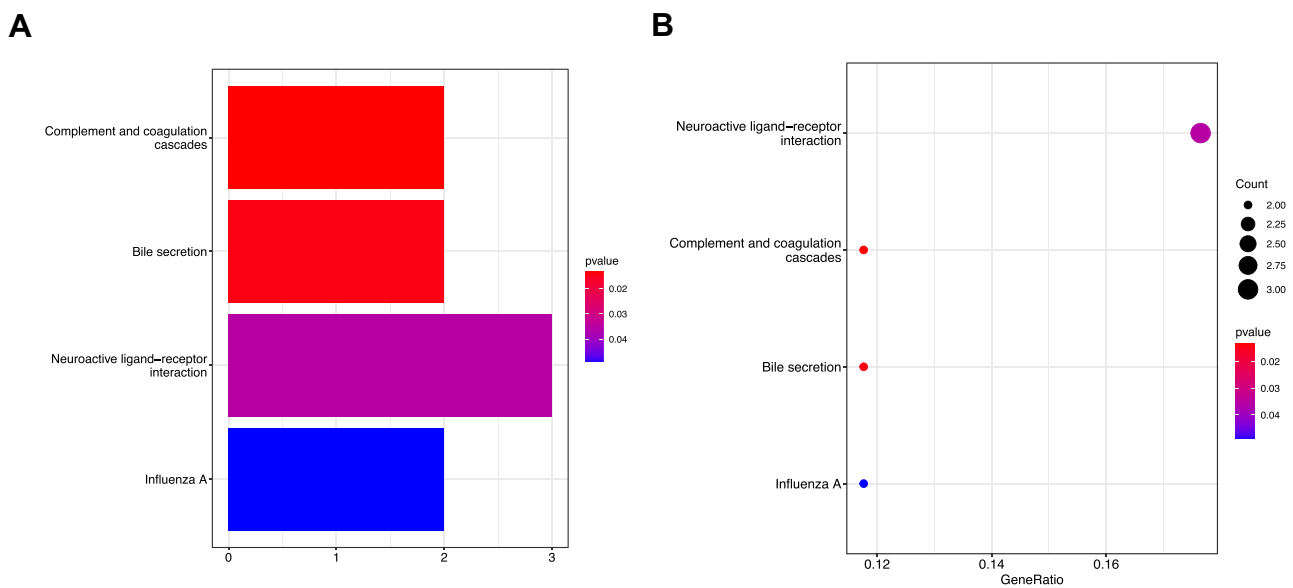 A
Complement and coagulation
cascades
Bile secretion
Neuroactive ligand−receptor
interaction
Influenza A
0 1 2 3
pvalue
0.02
0.03
0.04
B
Neuroactive ligand−receptor
interaction
Complement and coagulation
cascades
Bile secretion
Influenza A
0.12 0.14 0.16
GeneRatio
Count
2.00
2.25
2.50
2.75
3.00
pvalue
0.02
0.03
0.04